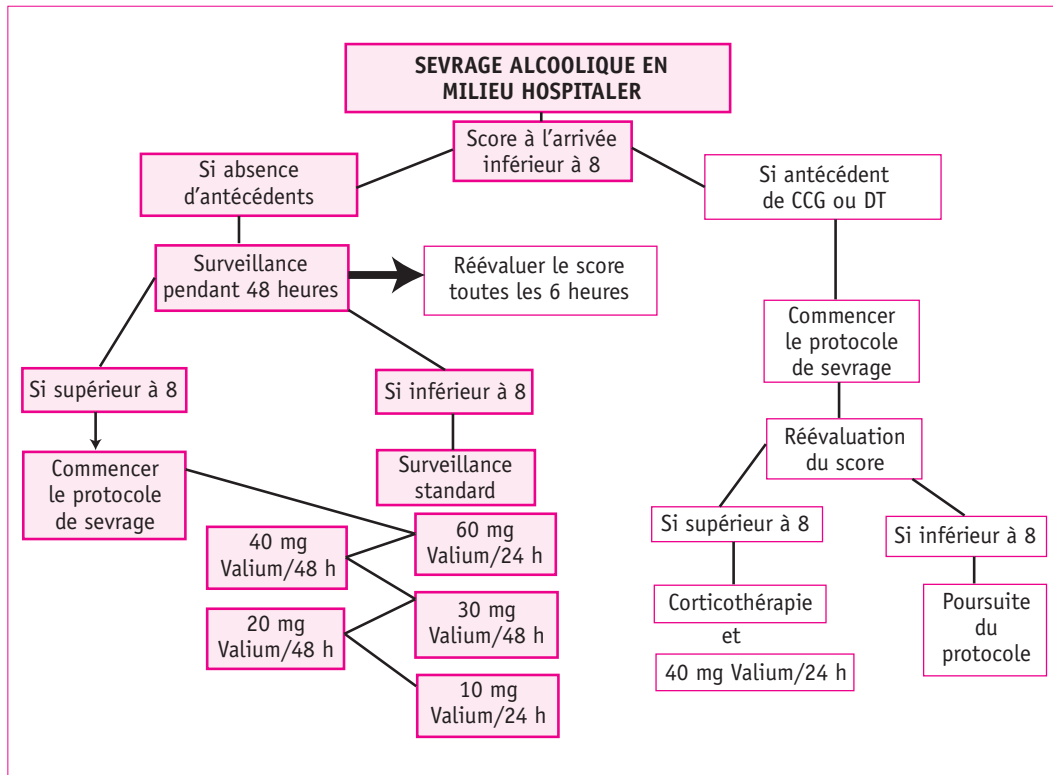 SEVRAGE ALCOOLIQUE EN
MILIEU HOSPITALER
Score à l'arrivée
inférieur à 8
Si absence
d'antécédents
Si antécédent
de CCG ou DT
Surveillance
pendant 48 heures
Réévaluer le score
toutes les 6 heures
Commencer
le protocole
de sevrage
Si supérieur à 8
Si inférieur à 8
Réévaluation
du score
Commencer
le protocole
de sevrage
Surveillance
standard
Si supérieur à 8
Si inférieur à 8
60 mg
Valium/24 h
40 mg
Valium/48 h
30 mg
Valium/48 h
20 mg
Valium/48 h
10 mg
Valium/24 h
Corticothérapie
et
40 mg Valium/24 h
Poursuite
du
protocole